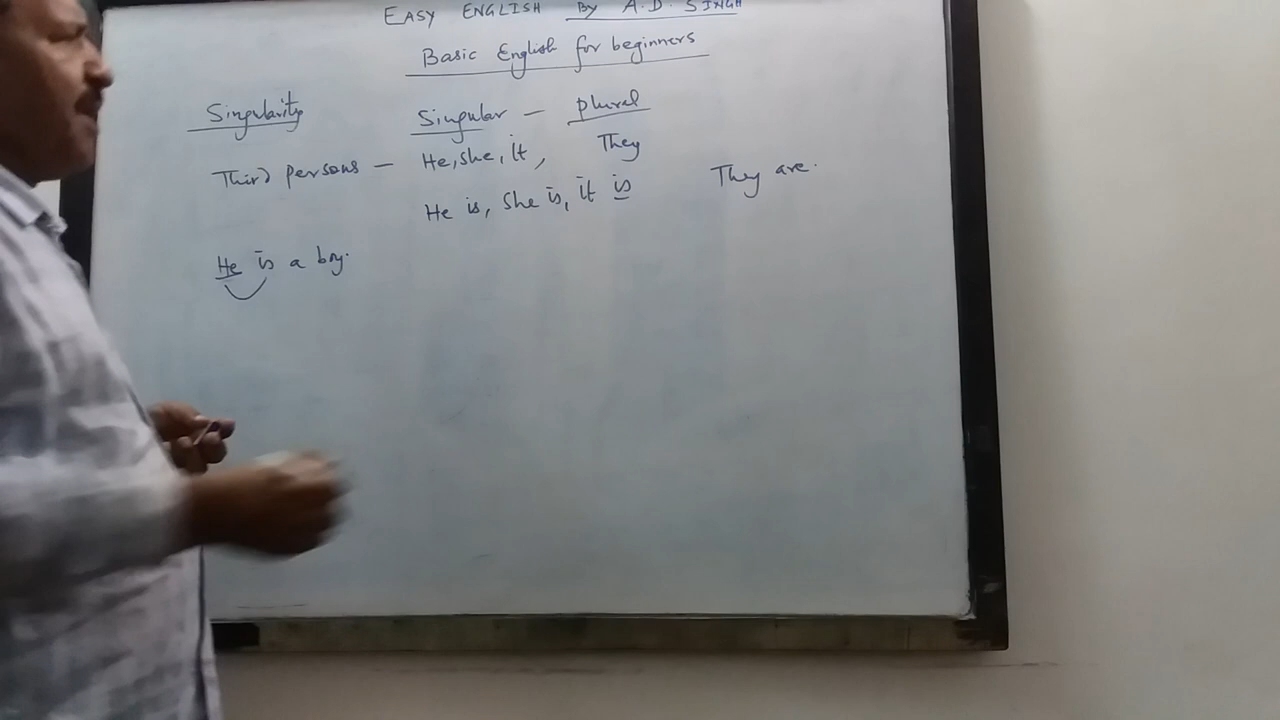 EASY ENGLISH BY A.D. SINGH
Basic English for beginners
Singularity Singular – plural
Third persons – He, she, it, They
He is, She is, it is They are.
He is a boy.